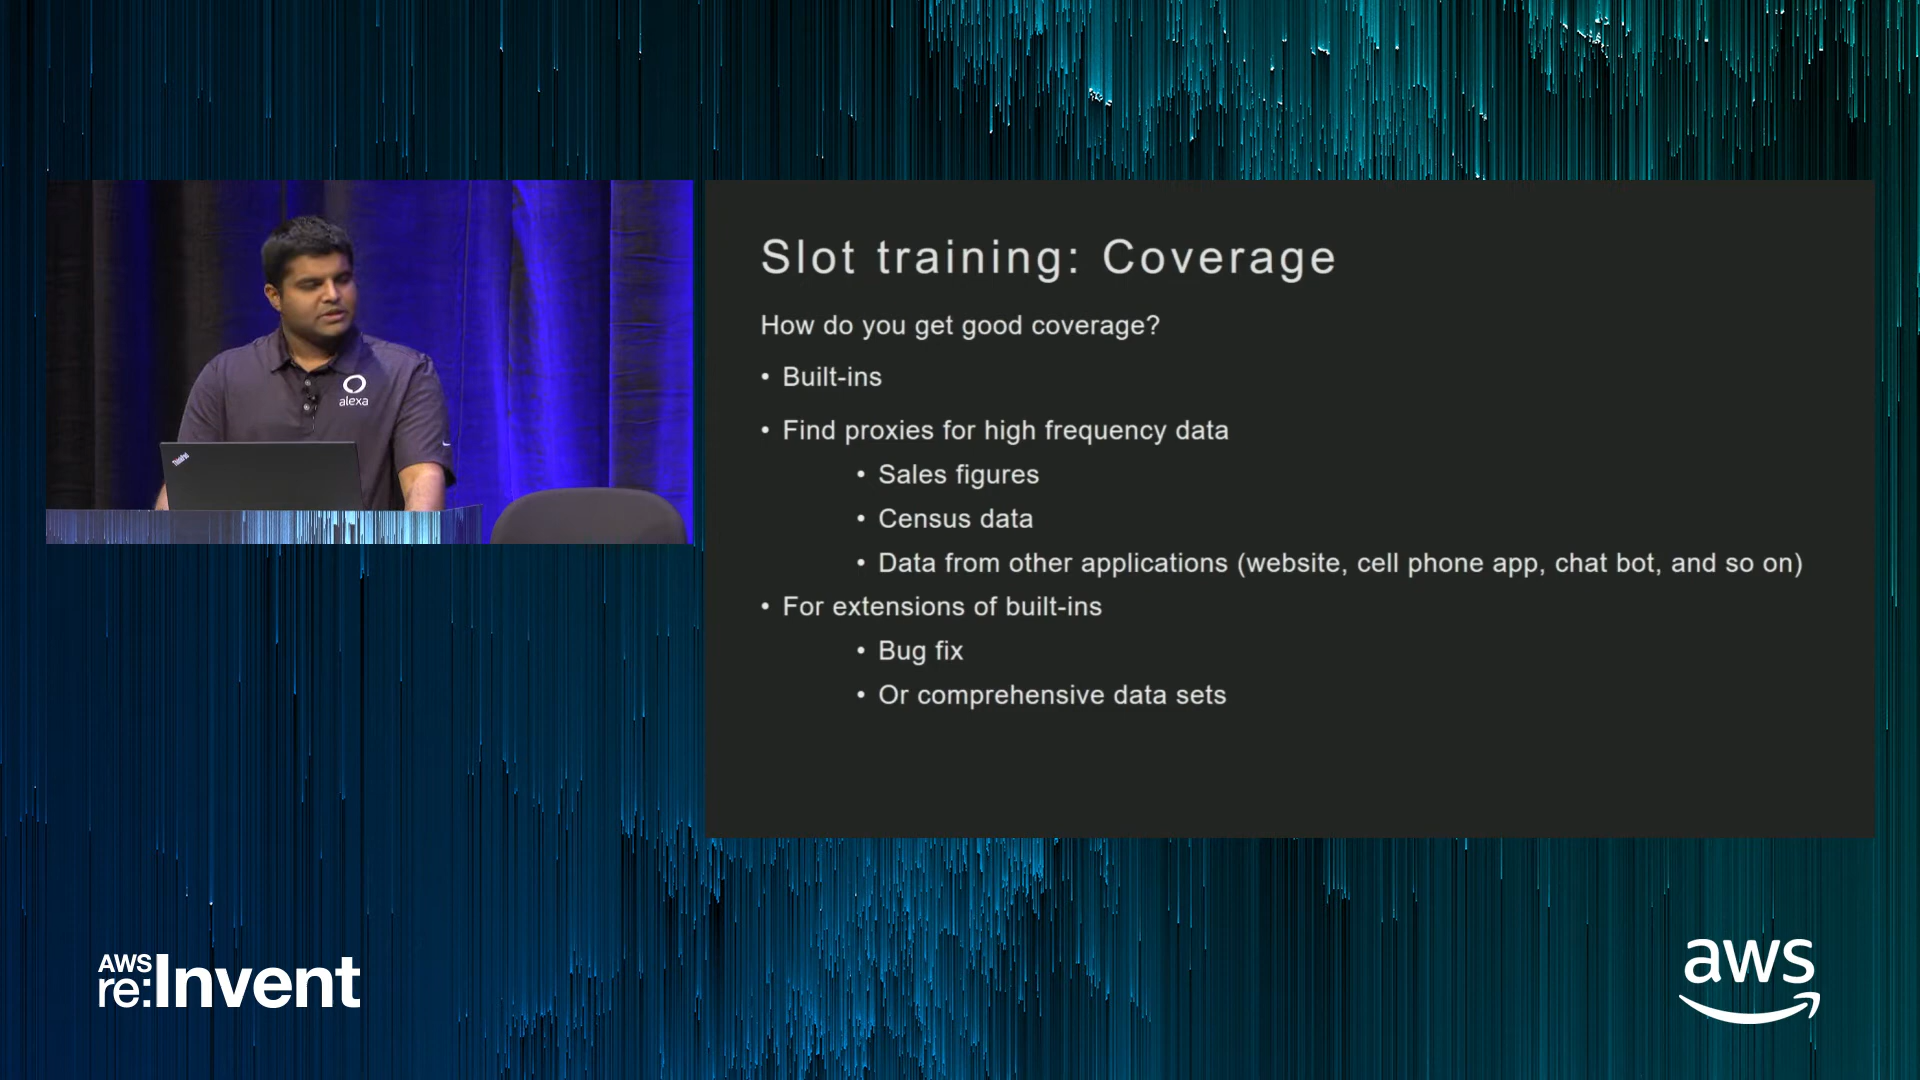 alexa
ThinkPad
Slot training: Coverage
How do you get good coverage?
• Built-ins
• Find proxies for high frequency data
• Sales figures
• Census data
• Data from other applications (website, cell phone app, chat bot, and so on)
• For extensions of built-ins
• Bug fix
• Or comprehensive data sets
AWS
re:Invent
aws